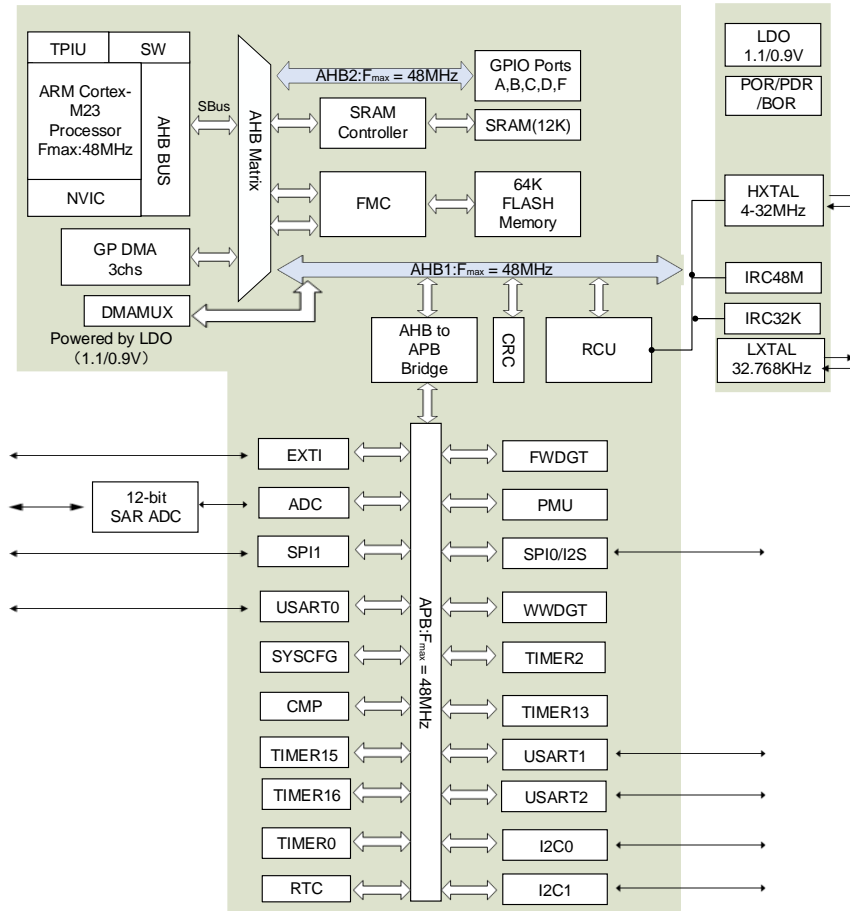 TPIU
SW
ARM Cortex-
M23
Processor
Fmax:48MHz
AHB BUS
NVIC
SBus
GP DMA
3chs
DMAMUX
Powered by LDO
（1.1/0.9V）
AHB Matrix
AHB2:Fmax = 48MHz
GPIO Ports
A,B,C,D,F
SRAM
Controller
SRAM(12K)
FMC
64K
FLASH
Memory
AHB1:Fmax = 48MHz
AHB to
APB
Bridge
CRC
RCU
LDO
1.1/0.9V
POR/PDR
/BOR
HXTAL
4-32MHz
IRC48M
IRC32K
LXTAL
32.768KHz
EXTI
12-bit
SAR ADC
ADC
SPI1
USART0
SYSCFG
CMP
TIMER15
TIMER16
TIMER0
RTC
APB:Fmax = 48MHz
FWDGT
PMU
SPI0/I2S
WWDGT
TIMER2
TIMER13
USART1
USART2
I2C0
I2C1